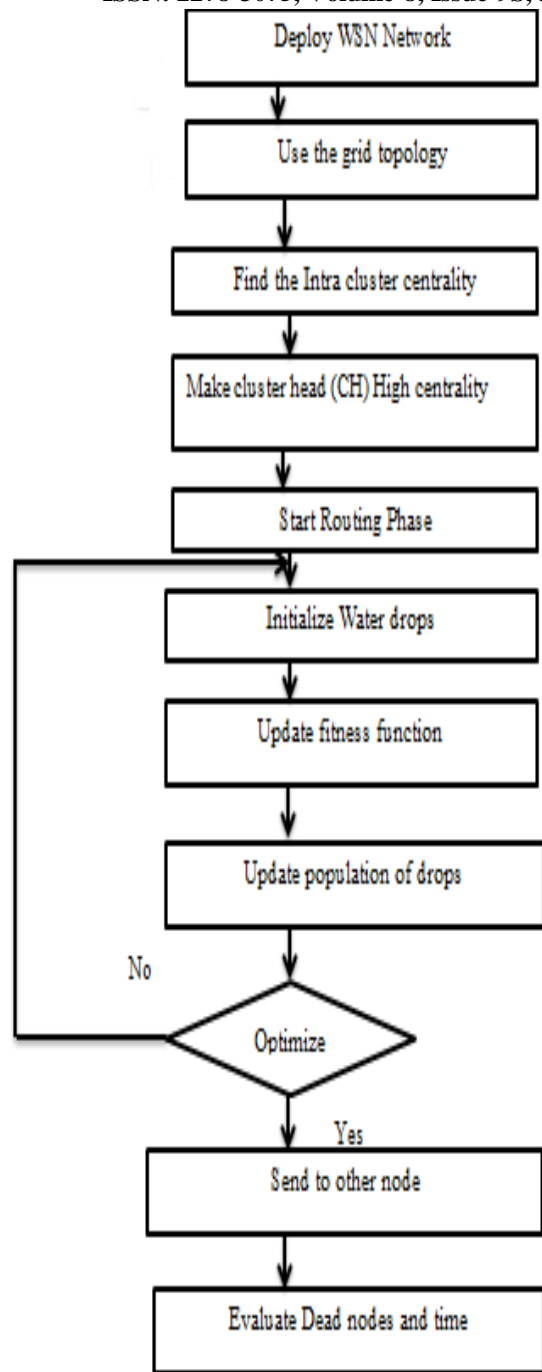 Deploy WSN Network
Use the grid topology
Find the Intra cluster centrality
Make cluster head (CH) High centrality
Start Routing Phase
Initialize Water drops
Update fitness function
Update population of drops
No
Optimize
Yes
Send to other node
Evaluate Dead nodes and time